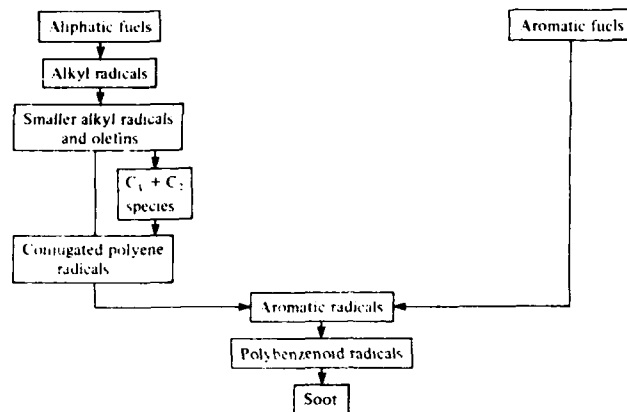 Aliphatic fuels
Aromatic fuels
Alkyl radicals
Smaller alkyl radicals
and olefins
C₁ + C₂
species
Conjugated polyene
radicals
Aromatic radicals
Polybenzenoid radicals
Soot